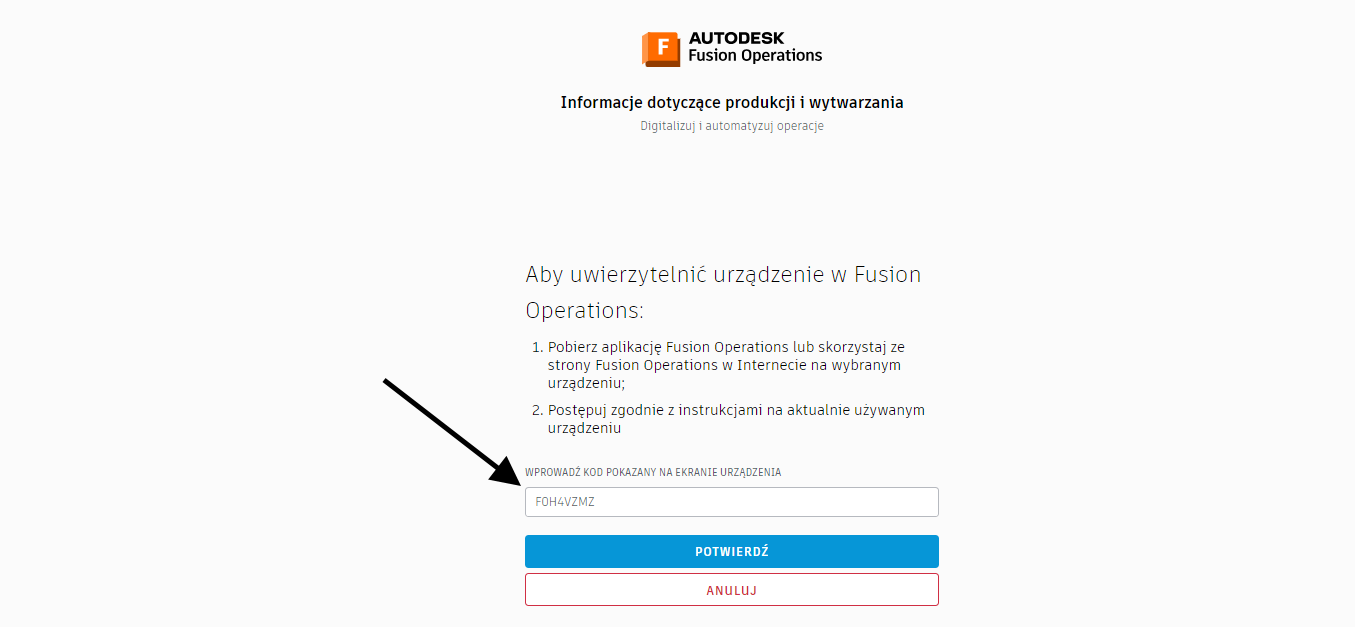 F
AUTODESK
Fusion Operations
Informacje dotyczące produkcji i wytwarzania
Digitalizuj i automatyzuj operacje
Aby uwierzytelnić urządzenie w Fusion
Operations:
1. Pobierz aplikację Fusion Operations lub skorzystaj ze
strony Fusion Operations w Internecie na wybranym
urządzeniu;
2. Postępuj zgodnie z instrukcjami na aktualnie używanym
urządzeniu
WPROWADŹ KOD POKAZANY NA EKRANIE URZĄDZENIA
F0H4VZMZ
POTWIERDŹ
ANULUJ